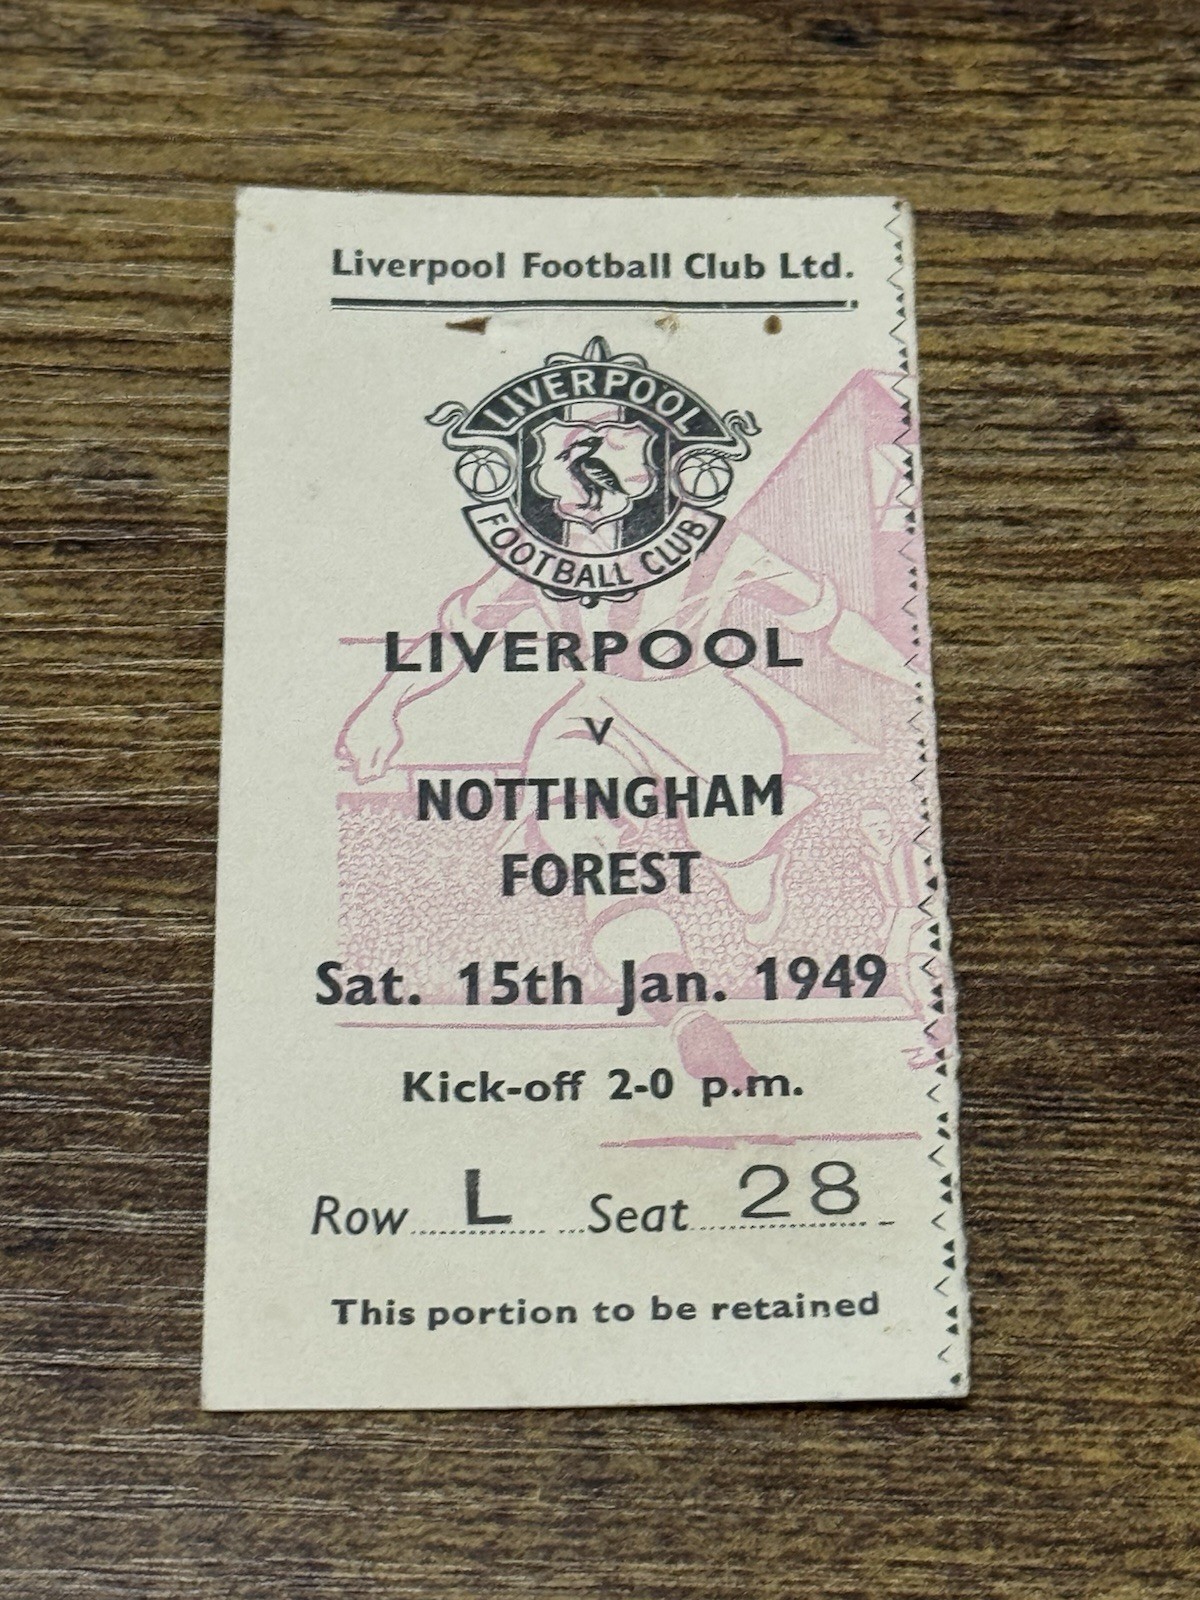 Liverpool Football Club Ltd.
LIVERPOOL
FOOTBALL CLUB
LIVERPOOL
v
NOTTINGHAM
FOREST
Sat. 15th Jan. 1949
Kick-off 2-0 p.m.
Row L Seat 28
This portion to be retained